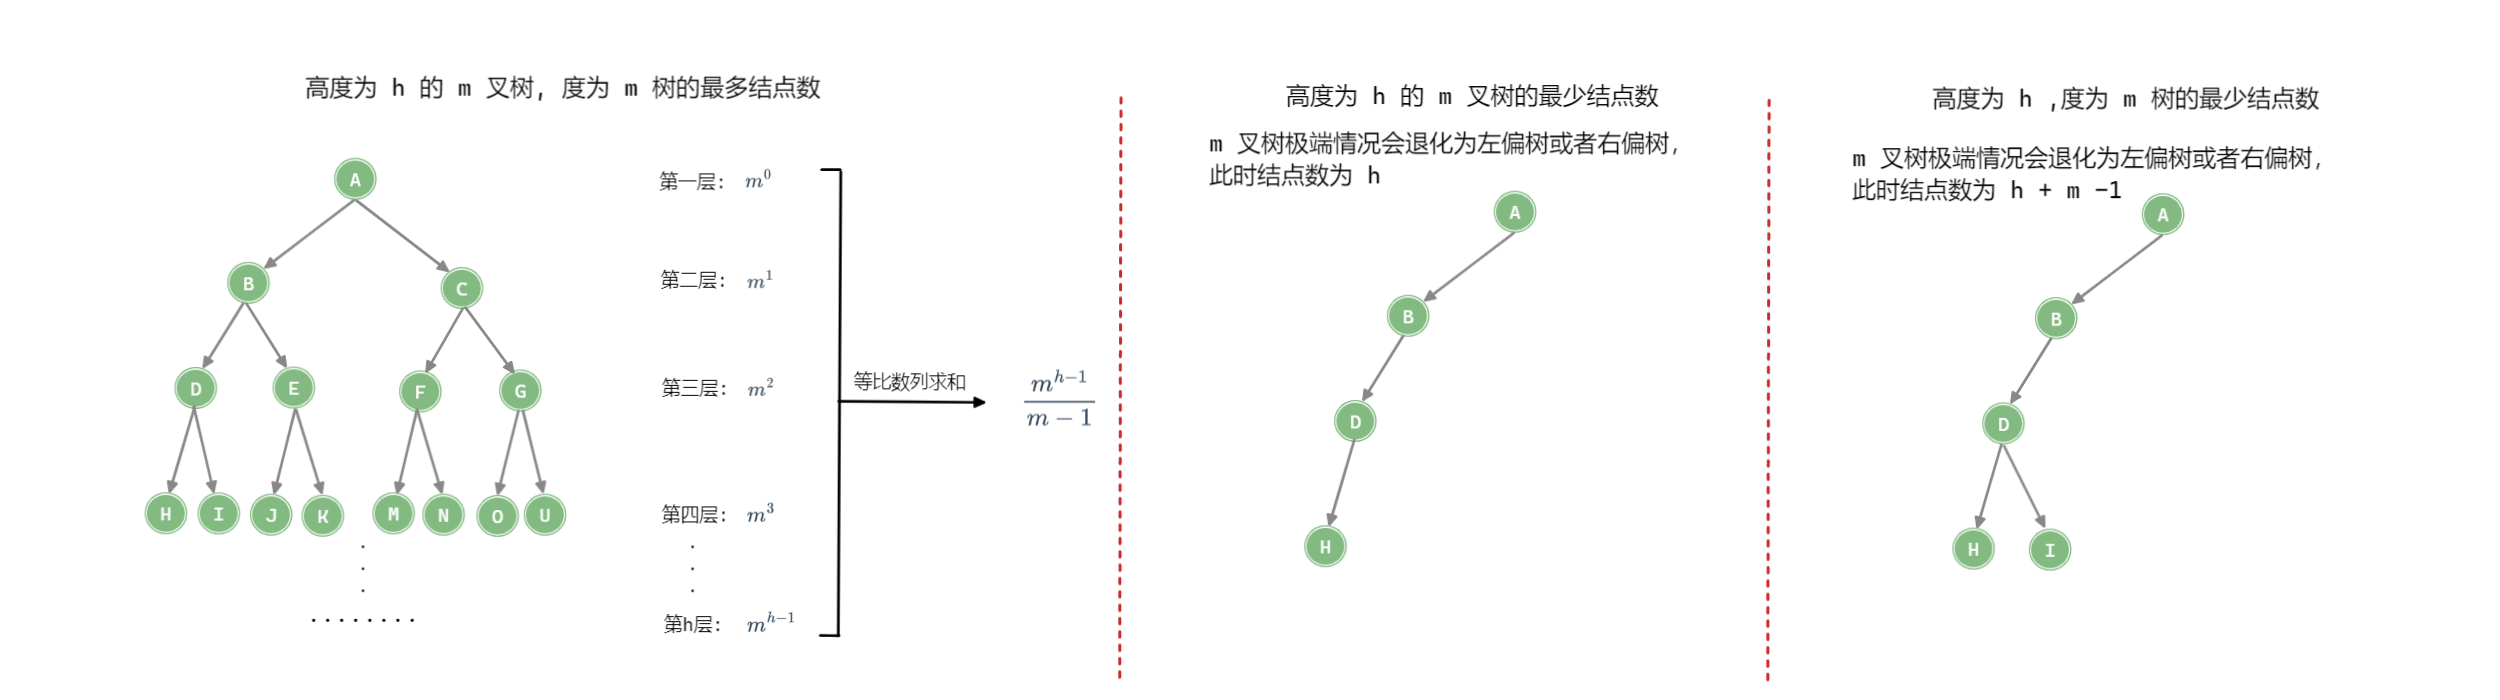 高度为 h 的 m 叉树, 度为 m 树的最多结点数
A
B
C
D
E
F
G
H
I
J
K
M
N
O
U
第一层: m^0
第二层: m^1
第三层: m^2
第四层: m^3
第h层: m^{h-1}
等比数列求和
\frac{m^{h-1}}{m-1}
高度为 h 的 m 叉树的最少结点数
m 叉树极端情况会退化为左偏树或者右偏树,
此时结点数为 h
A
B
D
H
高度为 h ,度为 m 树的最少结点数
m 叉树极端情况会退化为左偏树或者右偏树,
此时结点数为 h + m -1
A
B
D
H
I